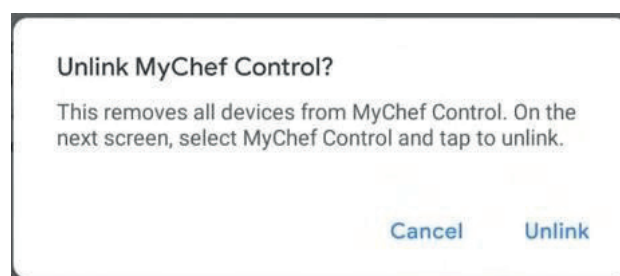 Unlink MyChef Control?
This removes all devices from MyChef Control. On the
next screen, select MyChef Control and tap to unlink.
Cancel Unlink